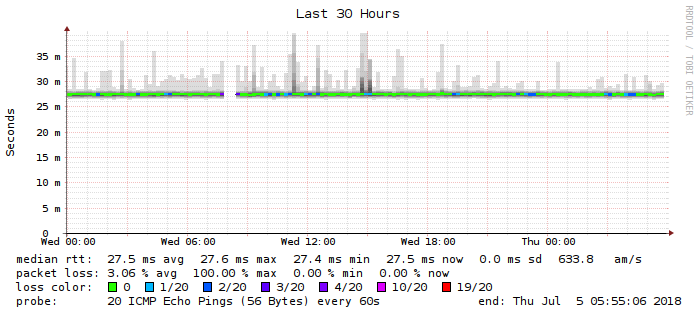 Last 30 Hours
RRDTOOL / TOBI OETIKER
Seconds
35 m
30 m
25 m
20 m
15 m
10 m
5 m
0
Wed 00:00 Wed 06:00 Wed 12:00 Wed 18:00 Thu 00:00
median rtt: 27.5 ms avg 27.6 ms max 27.4 ms min 27.5 ms now 0.0 ms sd 633.8 am/s
packet loss: 3.06 % avg 100.00 % max 0.00 % min 0.00 % now
loss color: 0 1/20 2/20 3/20 4/20 10/20 19/20
probe: 20 ICMP Echo Pings (56 Bytes) every 60s end: Thu Jul 5 05:55:06 2018